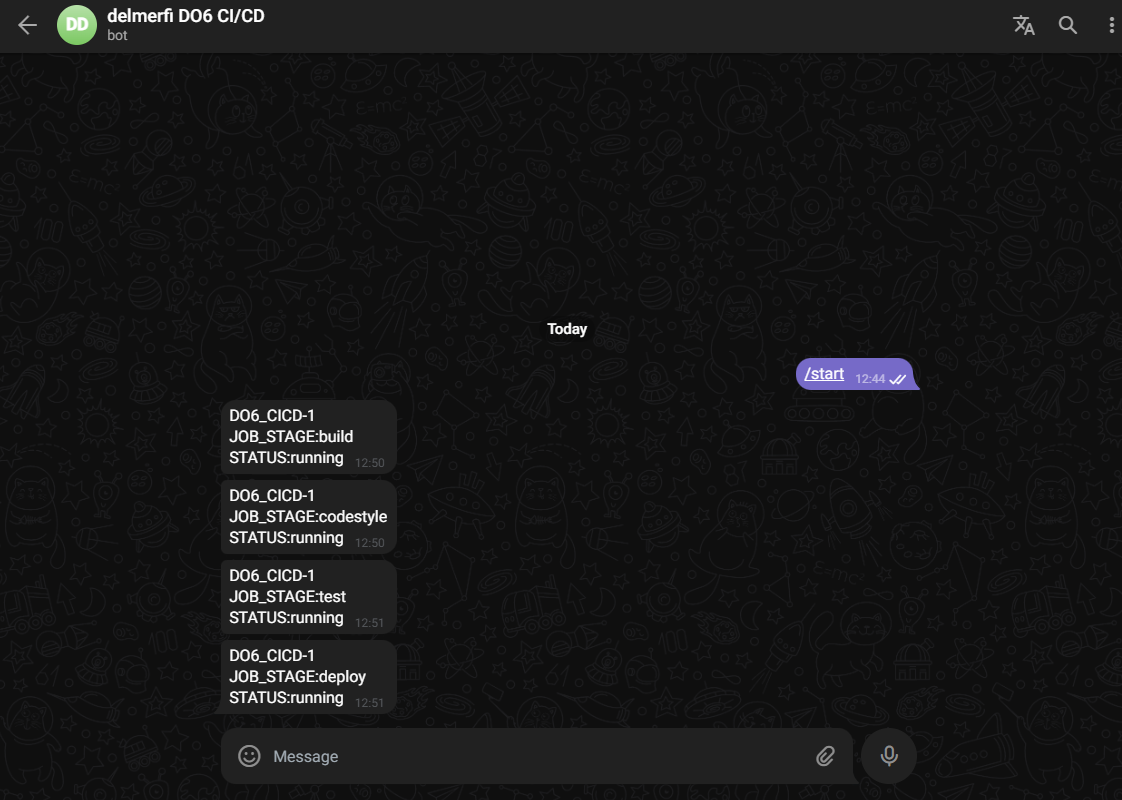 DD
delmerfi DO6 CI/CD
bot
Today
/start 12:44
DO6_CICD-1
JOB_STAGE:build
STATUS:running 12:50
DO6_CICD-1
JOB_STAGE:codestyle
STATUS:running 12:50
DO6_CICD-1
JOB_STAGE:test
STATUS:running 12:51
DO6_CICD-1
JOB_STAGE:deploy
STATUS:running 12:51
Message